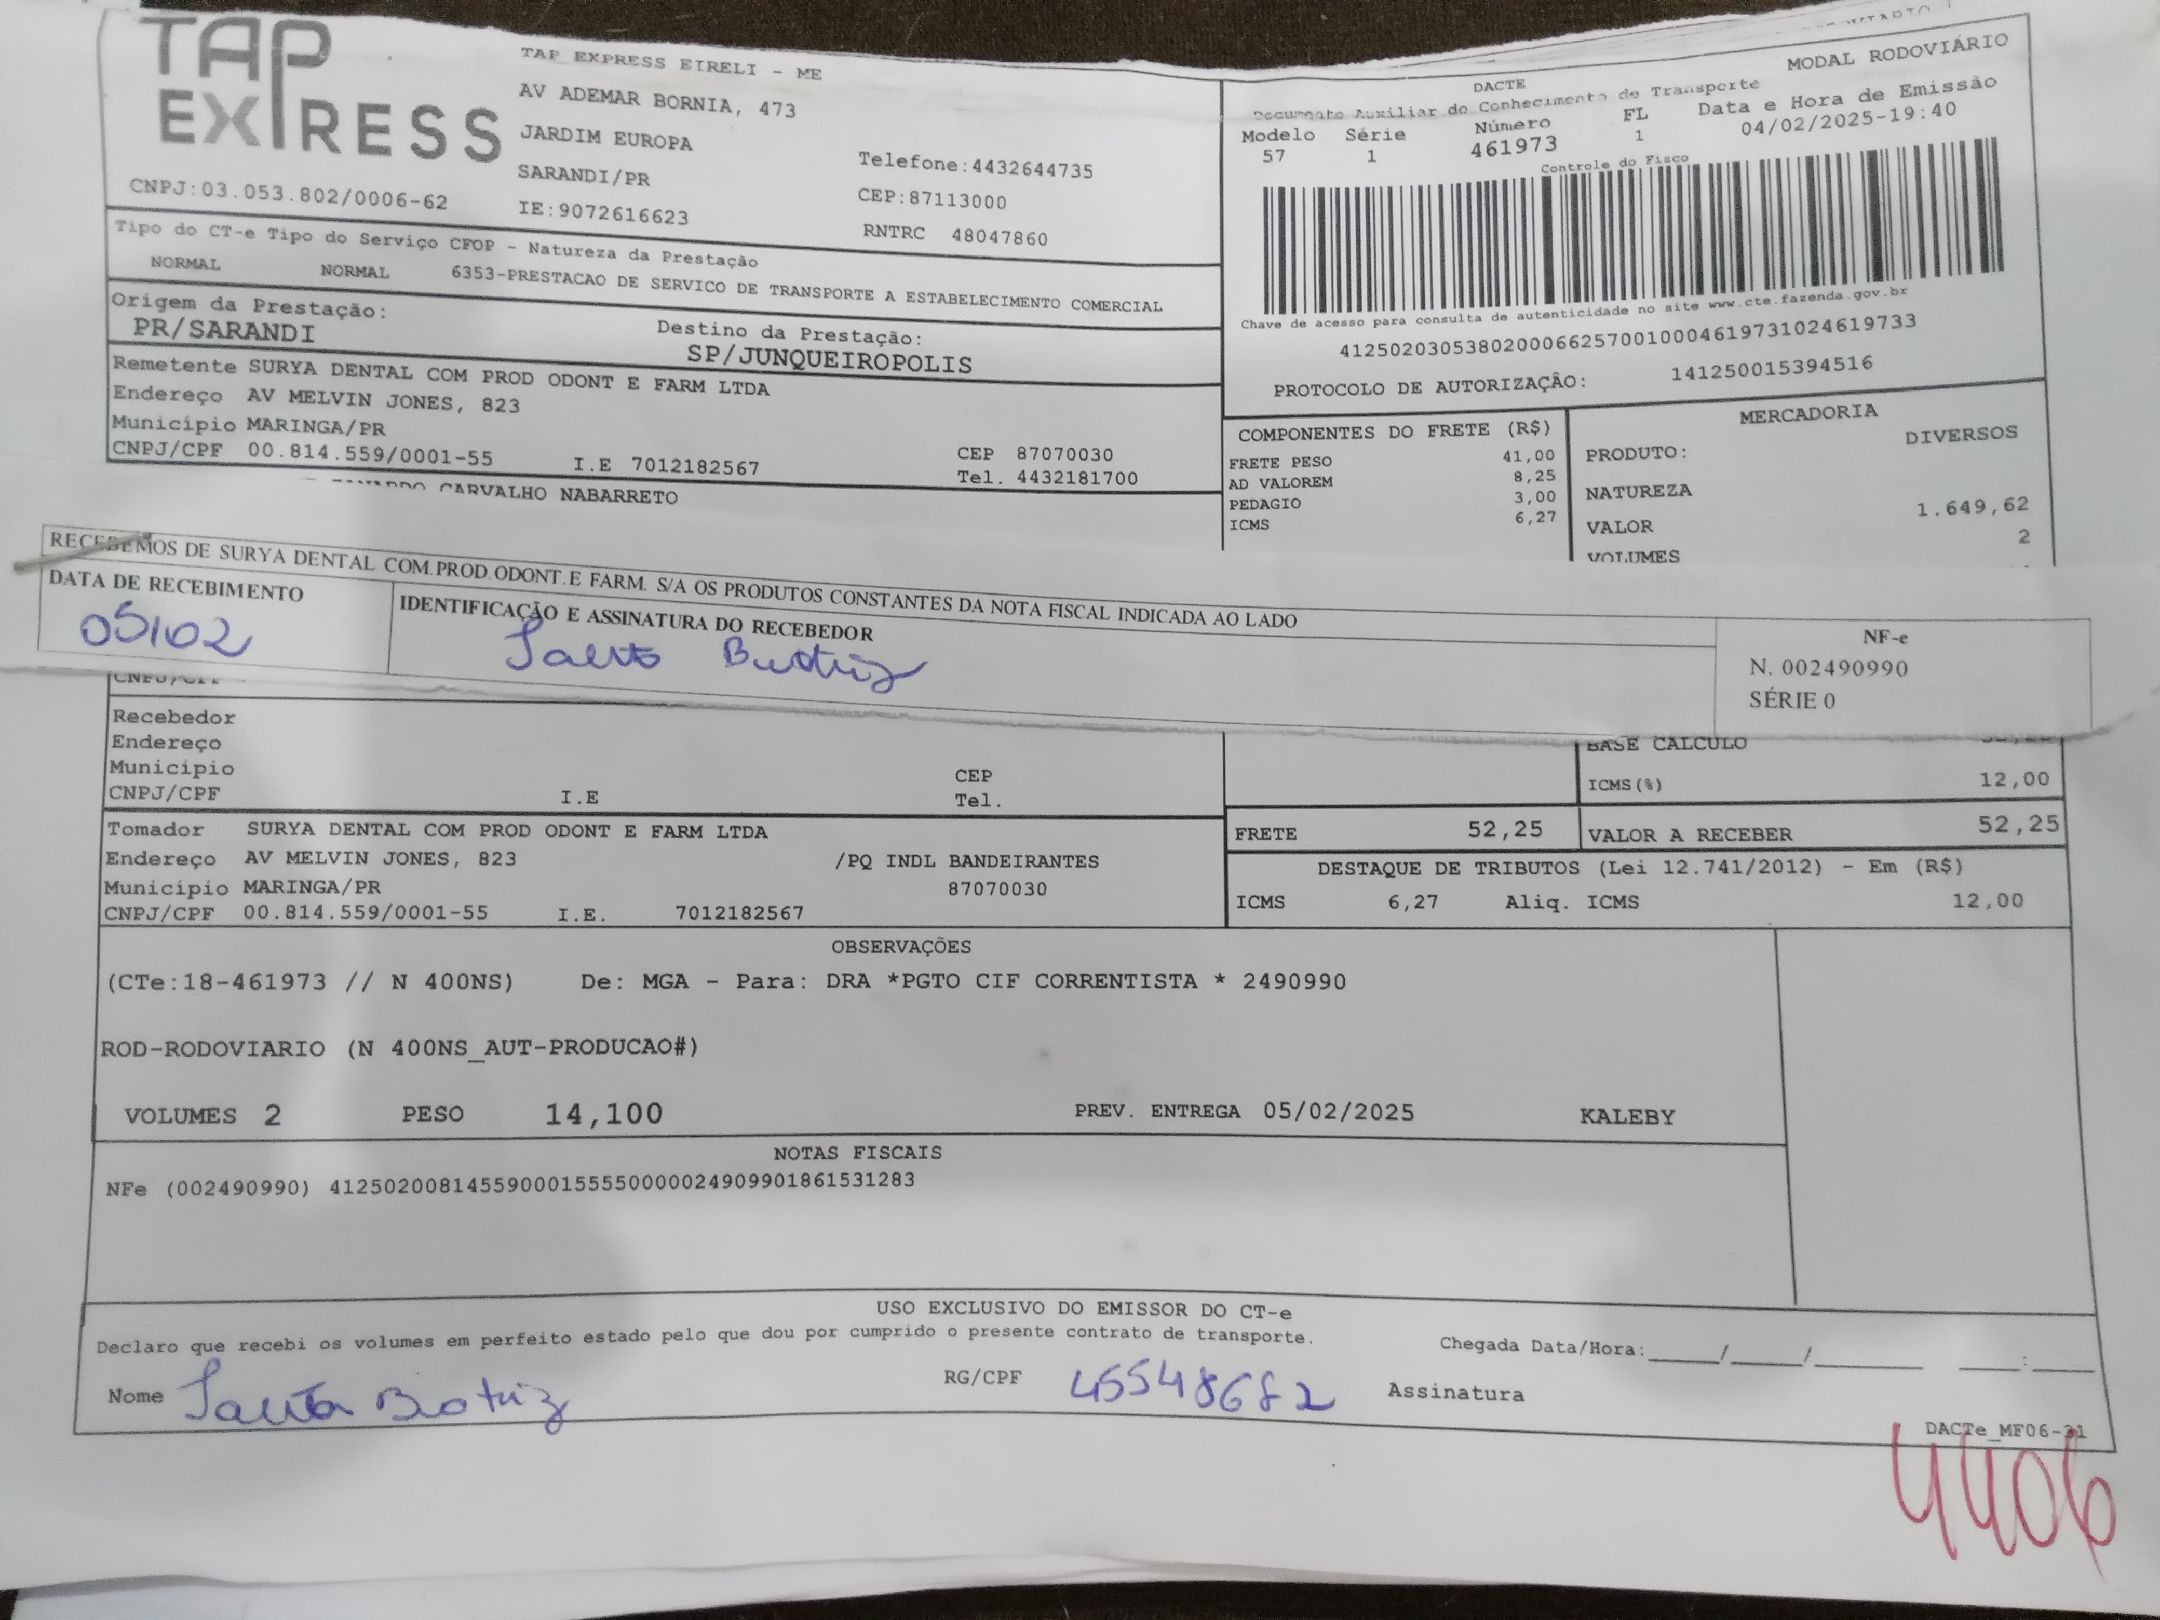 TAP EXPRESS
TAP EXPRESS EIRELI - ME
AV ADEMAR BORNIA, 473
JARDIM EUROPA
SARANDI/PR
IE:9072616623
Telefone:4432644735
CEP:87113000
RNTRC 48047860
CNPJ:03.053.802/0006-62
MODAL RODOVIÁRIO
DACTE
Documento Auxiliar do Conhecimento de Transporte
Modelo Série Número FL Data e Hora de Emissão
57 1 461973 1 04/02/2025-19:40
Controle do Fisco
Chave de acesso para consulta de autenticidade no site www.cte.fazenda.gov.br
41250203053802000662570010004619731024619733
PROTOCOLO DE AUTORIZAÇÃO: 141250015394516
Tipo do CT-e Tipo do Serviço CFOP - Natureza da Prestação
NORMAL NORMAL 6353-PRESTACAO DE SERVICO DE TRANSPORTE A ESTABELECIMENTO COMERCIAL
Origem da Prestação: Destino da Prestação:
PR/SARANDI SP/JUNQUEIROPOLIS
Remetente SURYA DENTAL COM PROD ODONT E FARM LTDA
Endereço AV MELVIN JONES, 823
Município MARINGA/PR CEP 87070030
CNPJ/CPF 00.814.559/0001-55 I.E 7012182567 Tel. 4432181700
CARVALHO NABARRETO
COMPONENTES DO FRETE (R$)
FRETE PESO 41,00
AD VALOREM 8,25
PEDAGIO 3,00
ICMS 6,27
MERCADORIA
PRODUTO: DIVERSOS
NATUREZA
VALOR 1.649,62
VOLUMES 2
RECEBEMOS DE SURYA DENTAL COM.PROD.ODONT.E FARM. S/A OS PRODUTOS CONSTANTES DA NOTA FISCAL INDICADA AO LADO
DATA DE RECEBIMENTO IDENTIFICAÇÃO E ASSINATURA DO RECEBEDOR
05/02
NF-e
N. 002490990
SÉRIE 0
CNPJ/CPF
Recebedor
Endereço
Município CEP
CNPJ/CPF I.E Tel.
BASE CALCULO
ICMS(%) 12,00
Tomador SURYA DENTAL COM PROD ODONT E FARM LTDA
Endereço AV MELVIN JONES, 823 /PQ INDL BANDEIRANTES
Município MARINGA/PR 87070030
CNPJ/CPF 00.814.559/0001-55 I.E. 7012182567
FRETE 52,25 VALOR A RECEBER 52,25
DESTAQUE DE TRIBUTOS (Lei 12.741/2012) - Em (R$)
ICMS 6,27 Aliq. ICMS 12,00
OBSERVAÇÕES
(CTe:18-461973 // N 400NS) De: MGA - Para: DRA *PGTO CIF CORRENTISTA * 2490990
ROD-RODOVIARIO (N 400NS_AUT-PRODUCAO#)
VOLUMES 2 PESO 14,100 PREV. ENTREGA 05/02/2025 KALEBY
NOTAS FISCAIS
NFe (002490990) 41250200814559000155550000024909901861531283
USO EXCLUSIVO DO EMISSOR DO CT-e
Declaro que recebi os volumes em perfeito estado pelo que dou por cumprido o presente contrato de transporte.
Chegada Data/Hora:_____/_____/_______ ____:____
Nome RG/CPF 45548682 Assinatura
DACTe_MF06-21
4406